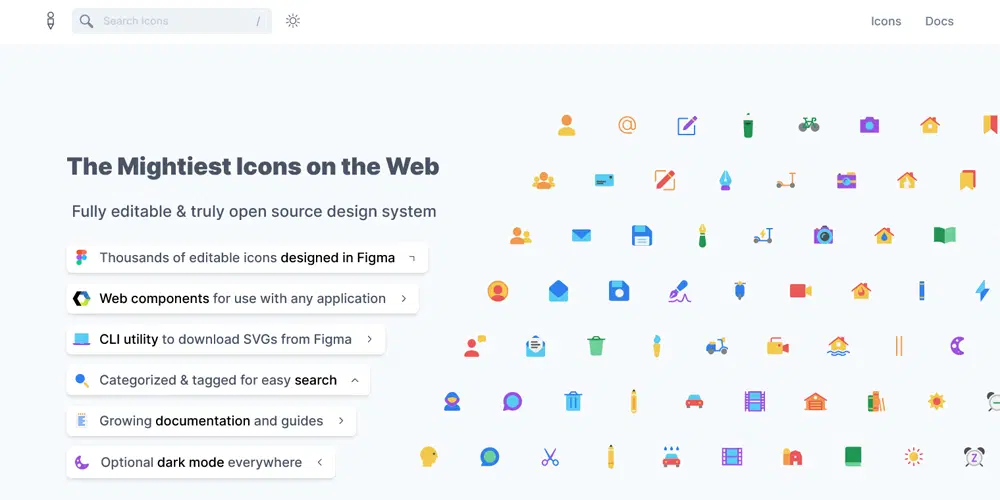 Search Icons /
Icons Docs
The Mightiest Icons on the Web
Fully editable & truly open source design system
Thousands of editable icons designed in Figma
Web components for use with any application
CLI utility to download SVGs from Figma
Categorized & tagged for easy search
Growing documentation and guides
Optional dark mode everywhere